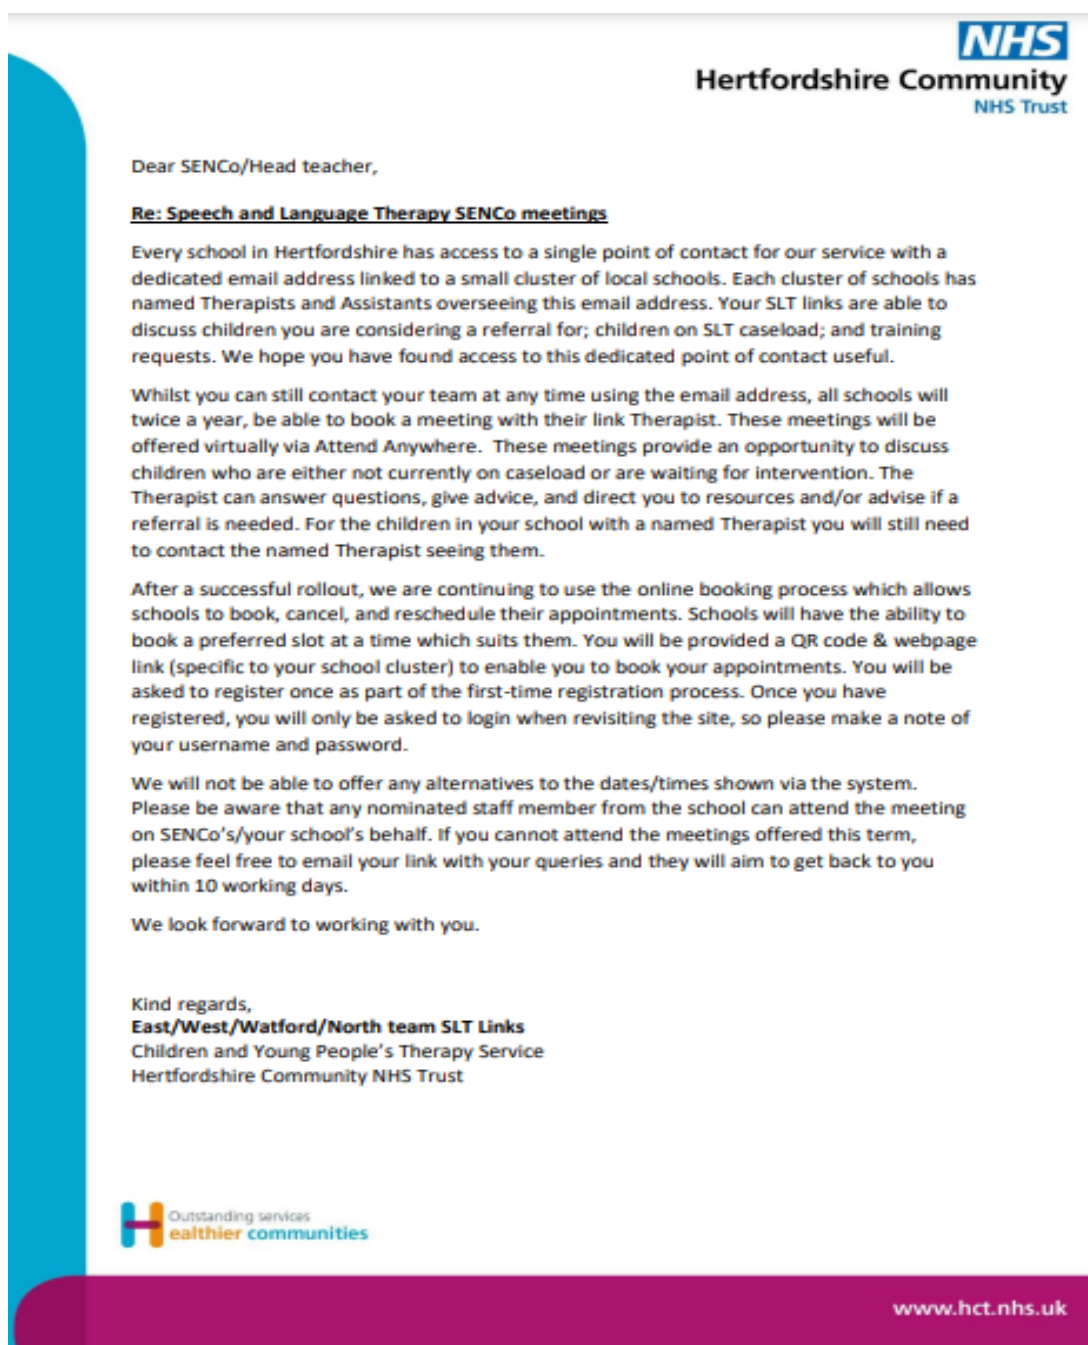 NHS
Hertfordshire Community
NHS Trust
Dear SENCo/Head teacher,
Re: Speech and Language Therapy SENCo meetings
Every school in Hertfordshire has access to a single point of contact for our service with a
dedicated email address linked to a small cluster of local schools. Each cluster of schools has
named Therapists and Assistants overseeing this email address. Your SLT links are able to
discuss children you are considering a referral for; children on SLT caseload; and training
requests. We hope you have found access to this dedicated point of contact useful.
Whilst you can still contact your team at any time using the email address, all schools will
twice a year, be able to book a meeting with their link Therapist. These meetings will be
offered virtually via Attend Anywhere.  These meetings provide an opportunity to discuss
children who are either not currently on caseload or are waiting for intervention. The
Therapist can answer questions, give advice, and direct you to resources and/or advise if a
referral is needed. For the children in your school with a named Therapist you will still need
to contact the named Therapist seeing them.
After a successful rollout, we are continuing to use the online booking process which allows
schools to book, cancel, and reschedule their appointments. Schools will have the ability to
book a preferred slot at a time which suits them. You will be provided a QR code & webpage
link (specific to your school cluster) to enable you to book your appointments. You will be
asked to register once as part of the first-time registration process. Once you have
registered, you will only be asked to login when revisiting the site, so please make a note of
your username and password.
We will not be able to offer any alternatives to the dates/times shown via the system.
Please be aware that any nominated staff member from the school can attend the meeting
on SENCo's/your school's behalf. If you cannot attend the meetings offered this term,
please feel free to email your link with your queries and they will aim to get back to you
within 10 working days.
We look forward to working with you.
Kind regards,
East/West/Watford/North team SLT Links
Children and Young People's Therapy Service
Hertfordshire Community NHS Trust
Outstanding services
Healthier communities
www.hct.nhs.uk